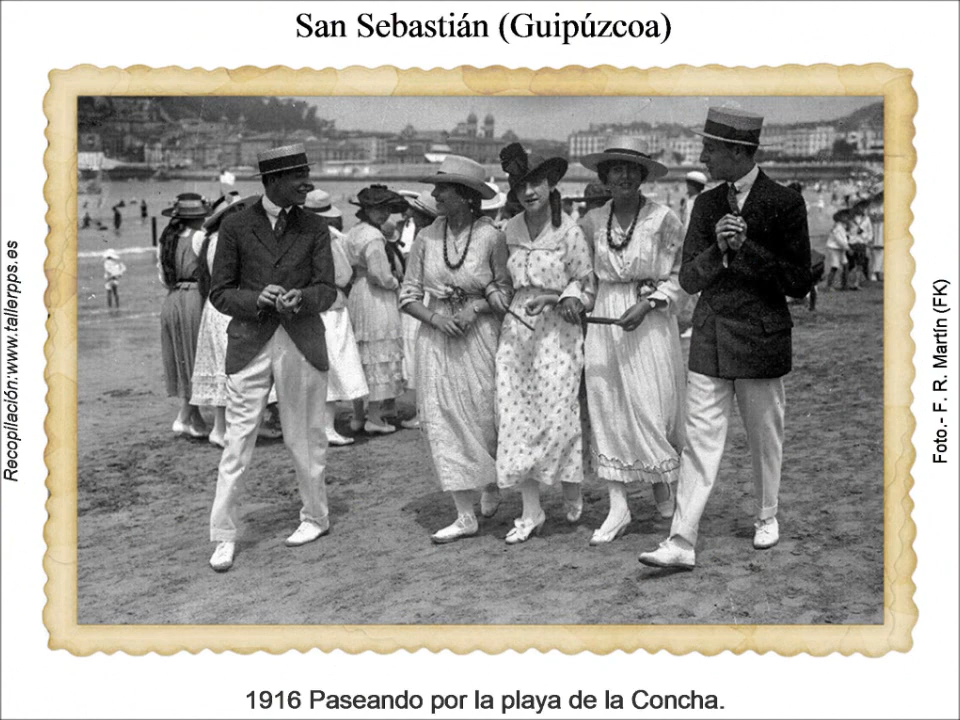 San Sebastián (Guipúzcoa)
Recopilación:www.tallerpps.es
Foto.- F. R. Martín (FK)
1916 Paseando por la playa de la Concha.